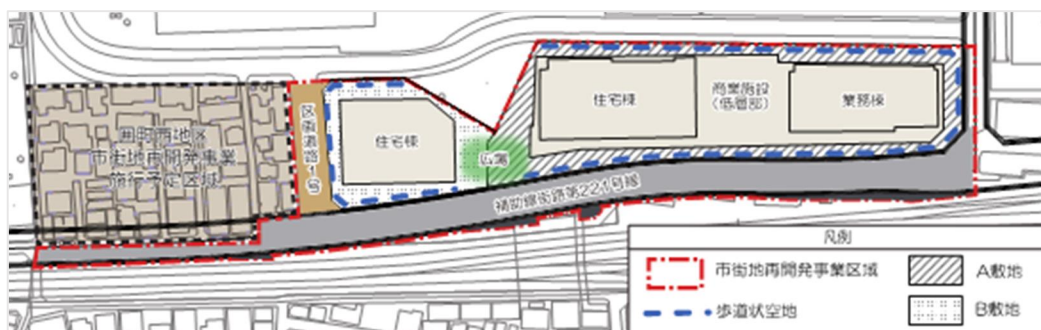 囲町西地区
市街地再開発事業
施行予定区域
区画道路1号
住宅棟
広場
住宅棟
商業施設
(低層部)
業務棟
補助線街路第221号線
凡例
市街地再開発事業区域
歩道状空地
A敷地
B敷地